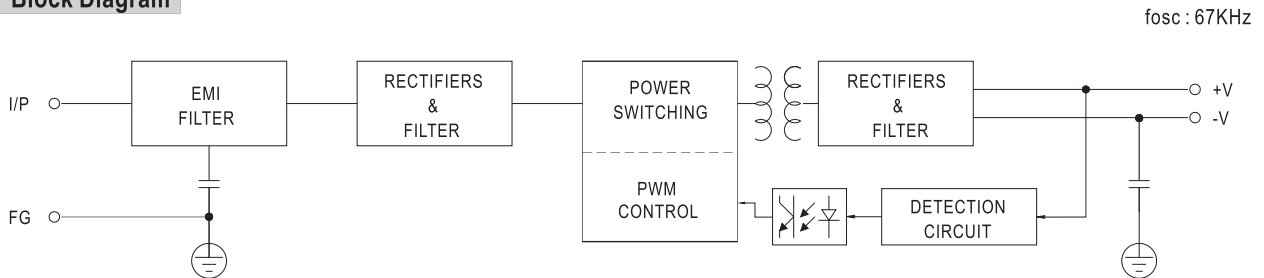 Block Diagram
fosc : 67KHz
I/P
EMI
FILTER
RECTIFIERS
&
FILTER
POWER
SWITCHING
RECTIFIERS
&
FILTER
+V
-V
PWM
CONTROL
DETECTION
CIRCUIT
FG